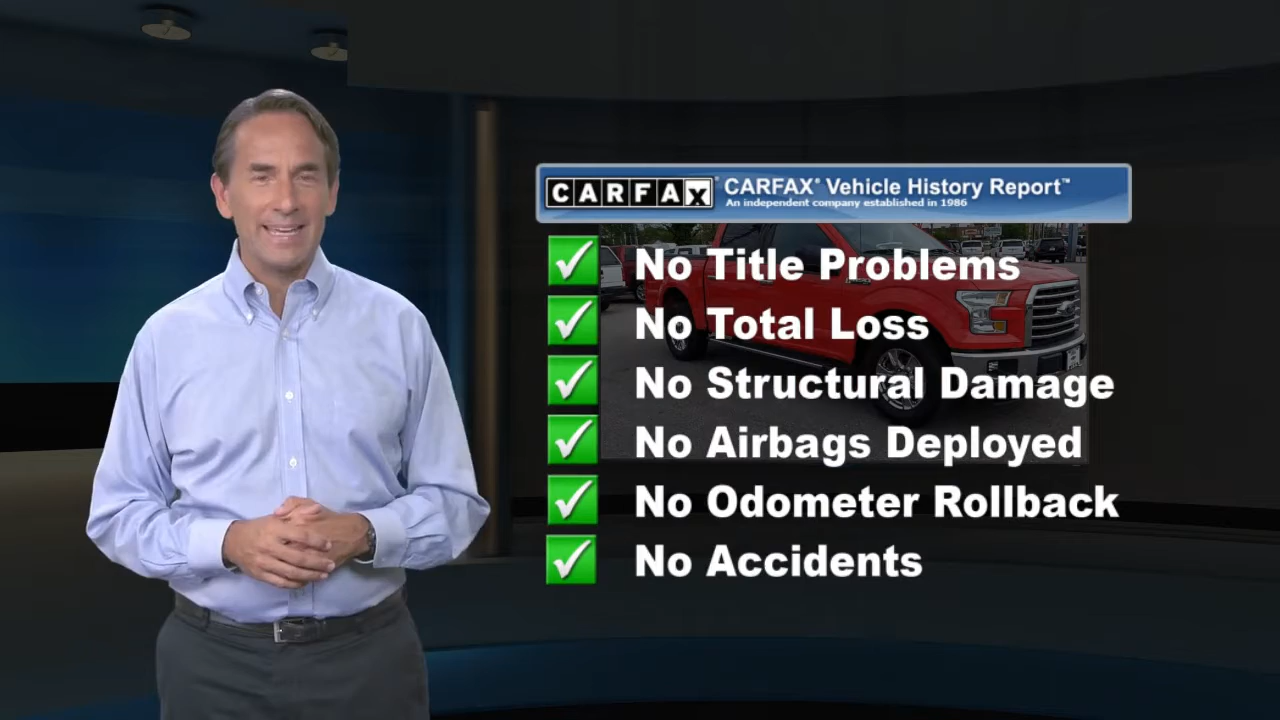 CARFAX® CARFAX® Vehicle History Report™
An independent company established in 1986
No Title Problems
No Total Loss
No Structural Damage
No Airbags Deployed
No Odometer Rollback
No Accidents